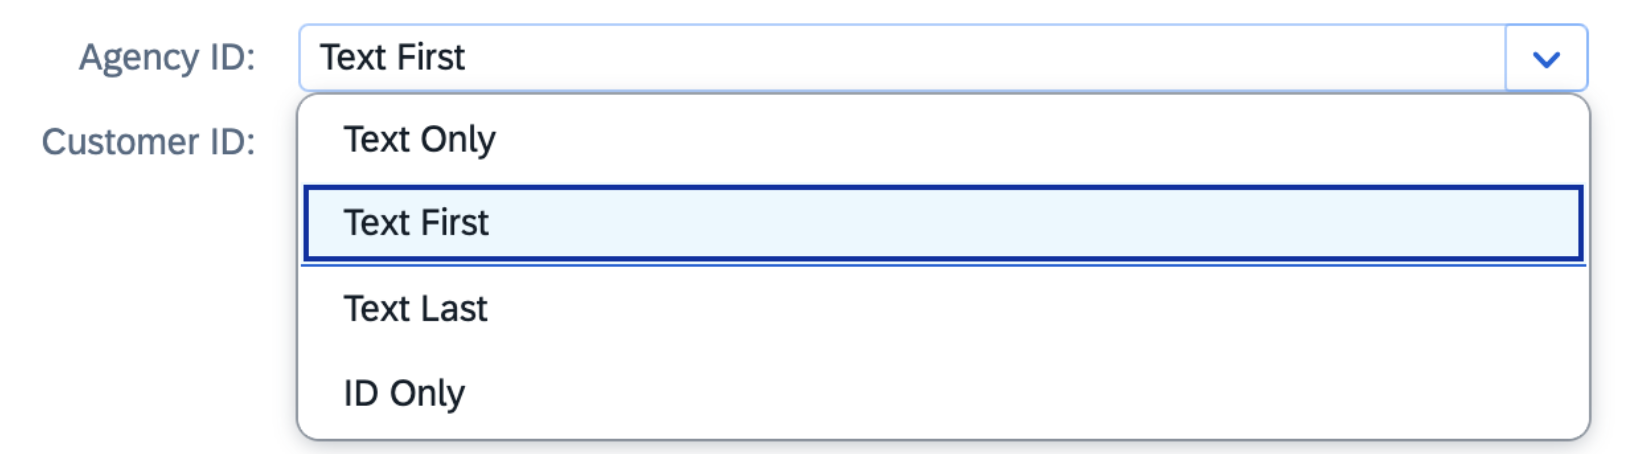 Agency ID: Text First
Customer ID: Text Only
Text First
Text Last
ID Only